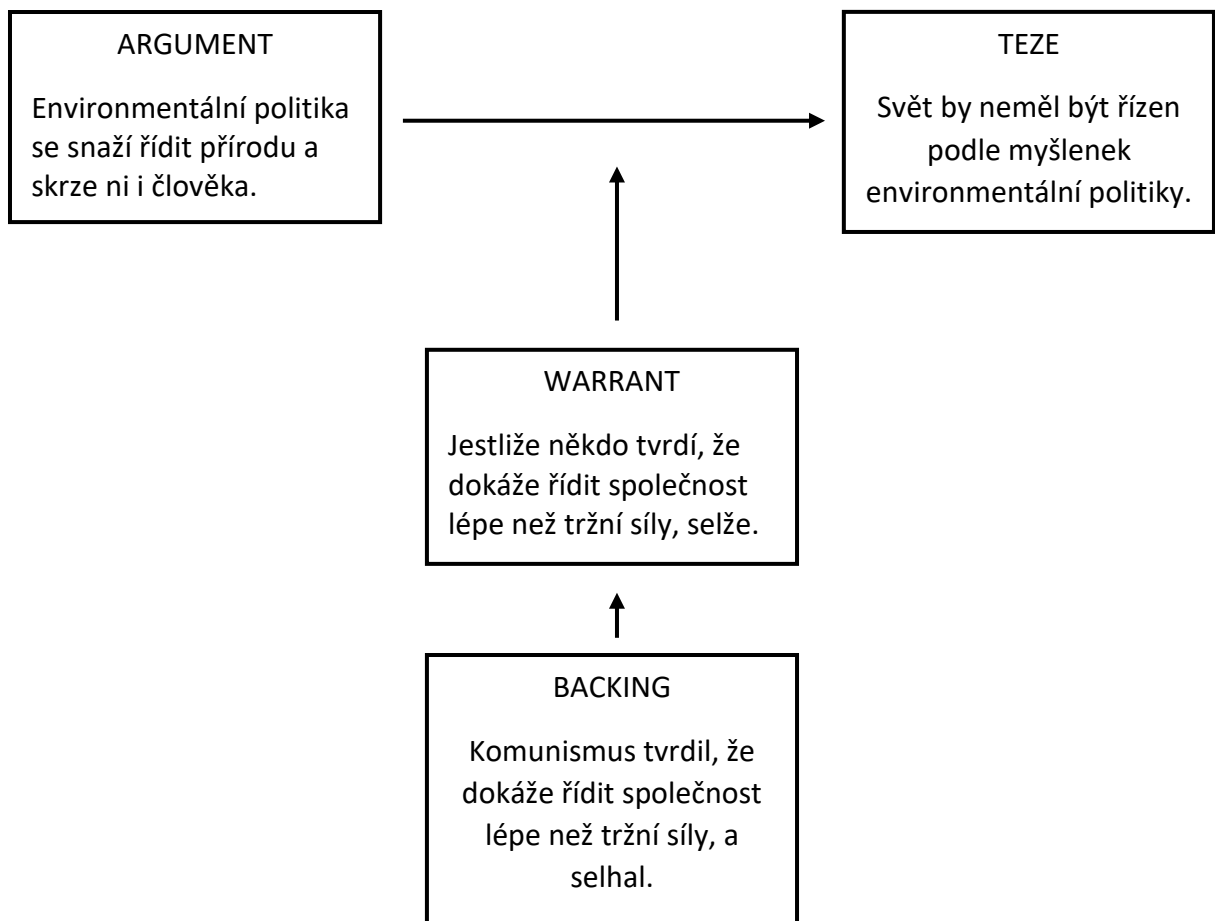 ARGUMENT
Environmentální politika
se snaží řídit přírodu a
skrze ni i člověka.
TEZE
Svět by neměl být řízen
podle myšlenek
environmentální politiky.
WARRANT
Jestliže někdo tvrdí, že
dokáže řídit společnost
lépe než tržní síly, selže.
BACKING
Komunismus tvrdil, že
dokáže řídit společnost
lépe než tržní síly, a
selhal.